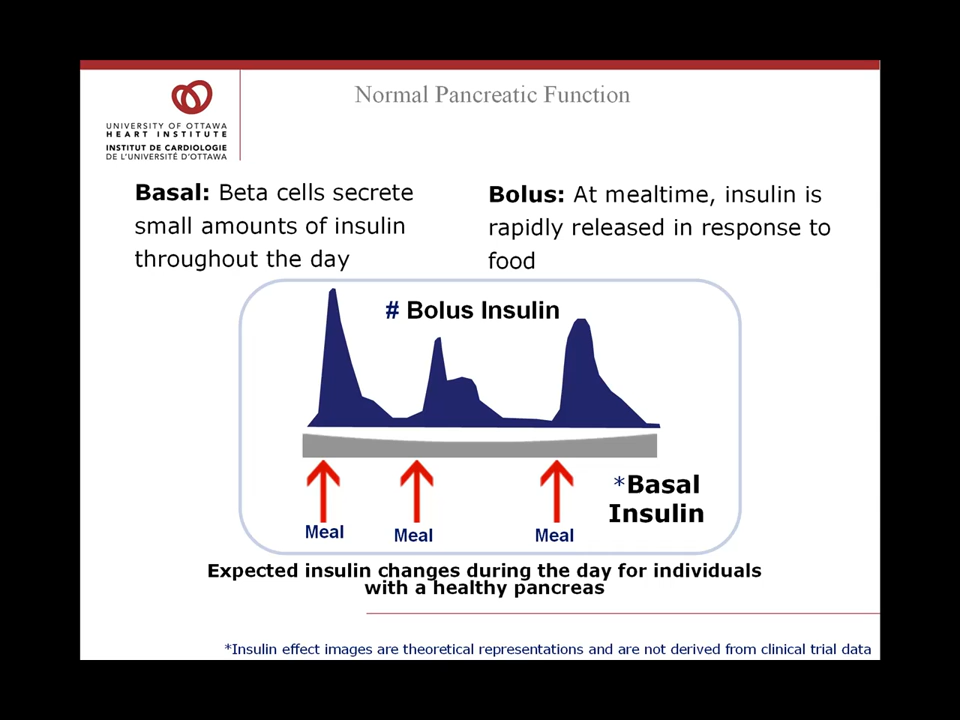 Normal Pancreatic Function
UNIVERSITY OF OTTAWA
HEART INSTITUTE
INSTITUT DE CARDIOLOGIE
DE L'UNIVERSITÉ D'OTTAWA
Basal: Beta cells secrete
small amounts of insulin
throughout the day
Bolus: At mealtime, insulin is
rapidly released in response to
food
# Bolus Insulin
*Basal
Insulin
Meal
Meal
Meal
Expected insulin changes during the day for individuals
with a healthy pancreas
*Insulin effect images are theoretical representations and are not derived from clinical trial data